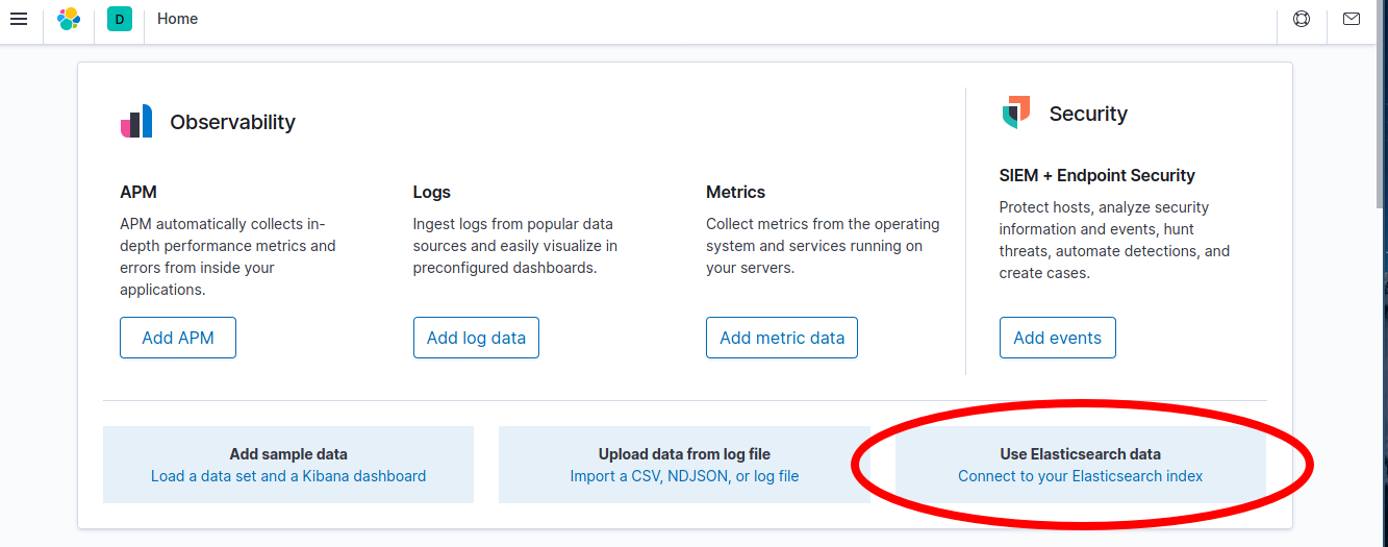 D
Home
Observability
APM
APM automatically collects in-
depth performance metrics and
errors from inside your
applications.
Add APM
Logs
Ingest logs from popular data
sources and easily visualize in
preconfigured dashboards.
Add log data
Metrics
Collect metrics from the operating
system and services running on
your servers.
Add metric data
Security
SIEM + Endpoint Security
Protect hosts, analyze security
information and events, hunt
threats, automate detections, and
create cases.
Add events
Add sample data
Load a data set and a Kibana dashboard
Upload data from log file
Import a CSV, NDJSON, or log file
Use Elasticsearch data
Connect to your Elasticsearch index